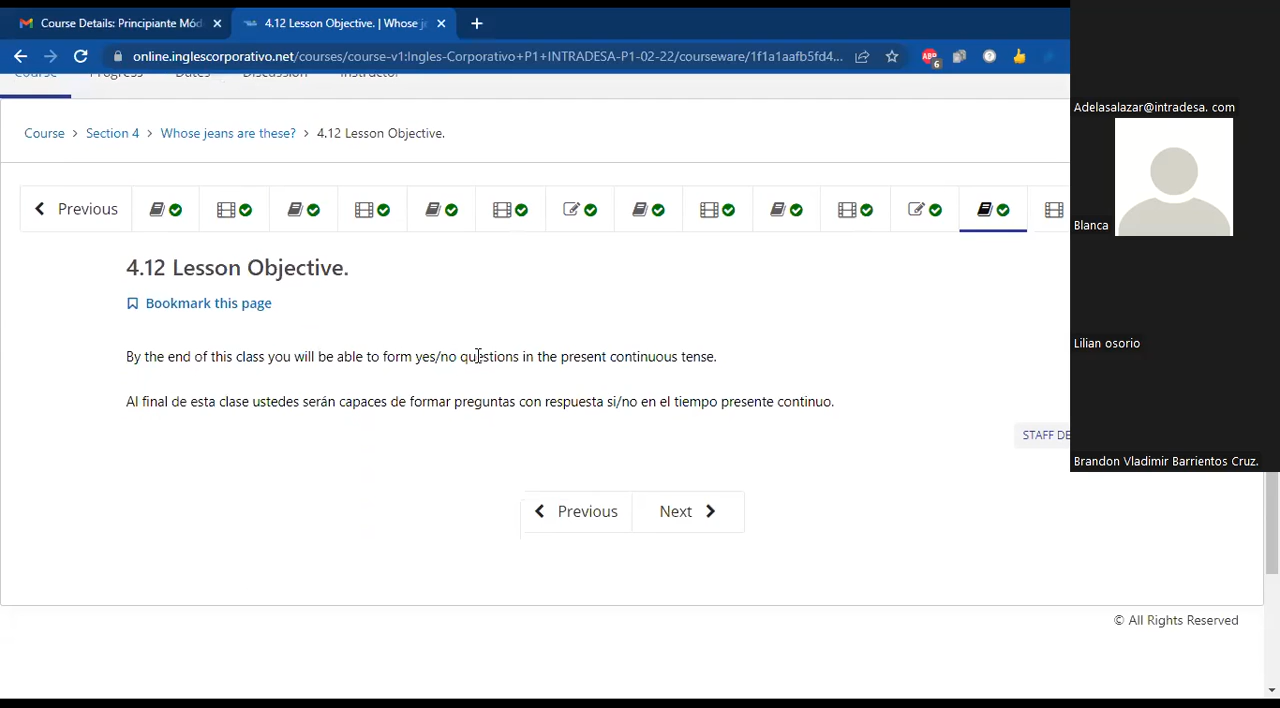 Course Details: Principiante Mód
4.12 Lesson Objective. | Whose j
online.inglescorporativo.net/courses/course-v1:Ingles-Corporativo+P1+INTRADESA-P1-02-22/courseware/1f1a1aafb5fd4...
ABP
6
Course Progress Dates Discussion Instructor
Course > Section 4 > Whose jeans are these? > 4.12 Lesson Objective.
Previous
4.12 Lesson Objective.
Bookmark this page
By the end of this class you will be able to form yes/no questions in the present continuous tense.
Al final de esta clase ustedes serán capaces de formar preguntas con respuesta si/no en el tiempo presente continuo.
STAFF DE
Previous Next
© All Rights Reserved
Adelasalazar@intradesa. com
Blanca
Lilian osorio
Brandon Vladimir Barrientos Cruz.